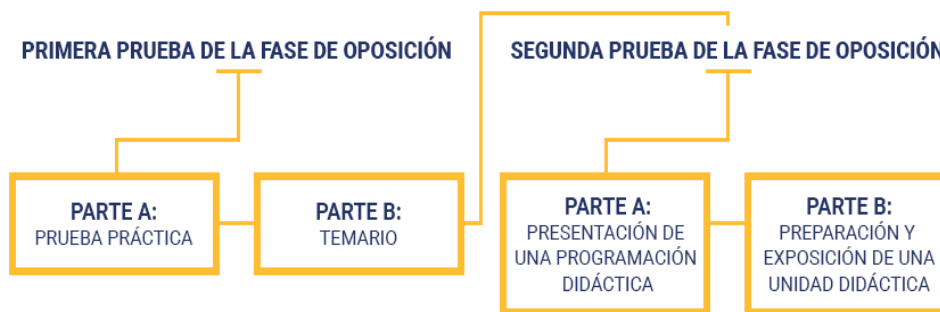 PRIMERA PRUEBA DE LA FASE DE OPOSICIÓN
SEGUNDA PRUEBA DE LA FASE DE OPOSICIÓN
PARTE A:
PRUEBA PRÁCTICA
PARTE B:
TEMARIO
PARTE A:
PRESENTACIÓN DE
UNA PROGRAMACIÓN
DIDÁCTICA
PARTE B:
PREPARACIÓN Y
EXPOSICIÓN DE UNA
UNIDAD DIDÁCTICA